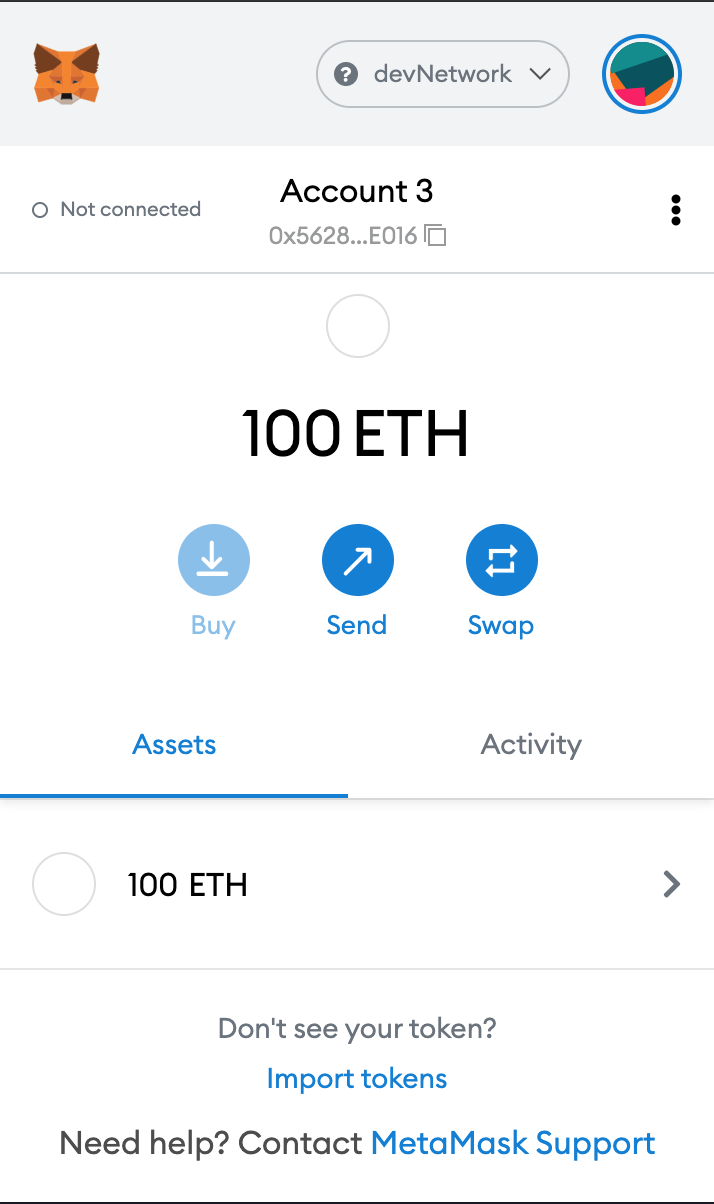 devNetwork
Not connected
Account 3
0x5628...E016
100 ETH
Buy
Send
Swap
Assets
Activity
100 ETH
Don't see your token?
Import tokens
Need help? Contact MetaMask Support